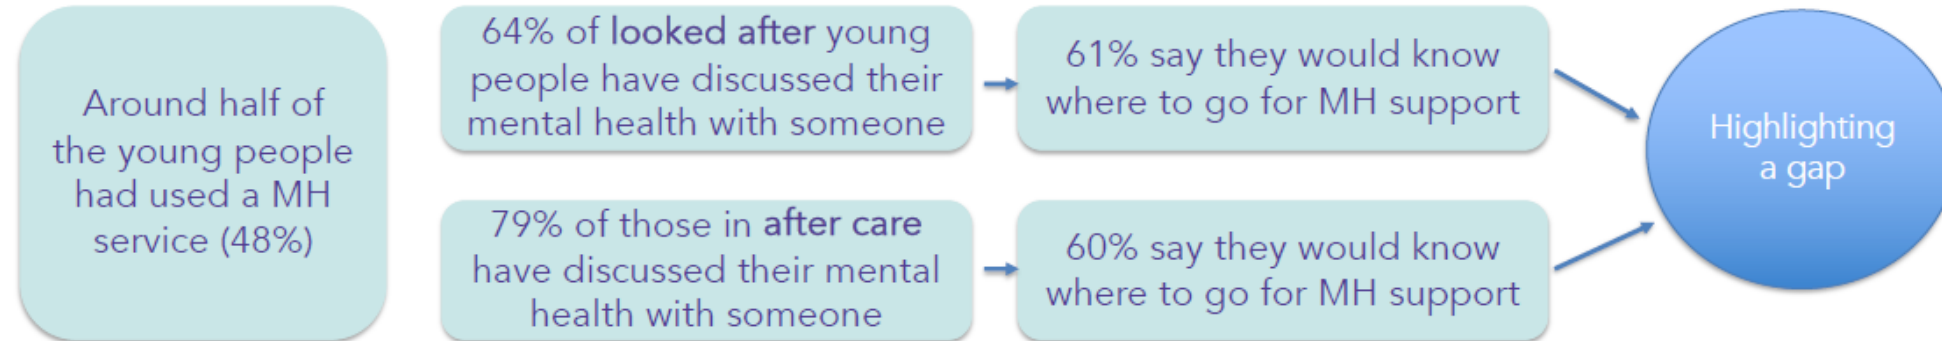 Around half of
the young people
had used a MH
service (48%)
64% of looked after young
people have discussed their
mental health with someone
61% say they would know
where to go for MH support
79% of those in after care
have discussed their mental
health with someone
60% say they would know
where to go for MH support
Highlighting
a gap